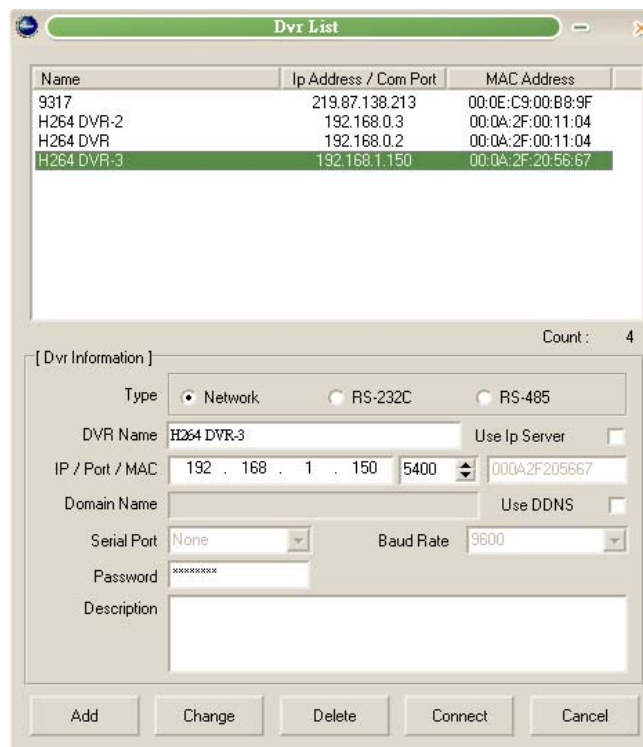 Dvr List
Name Ip Address / Com Port MAC Address
9317 219.87.138.213 00:0E:C9:00:B8:9F
H264 DVR-2 192.168.0.3 00:0A:2F:00:11:04
H264 DVR 192.168.0.2 00:0A:2F:00:11:04
H264 DVR-3 192.168.1.150 00:0A:2F:20:56:67
Count : 4
[ Dvr Information ]
Type Network RS-232C RS-485
DVR Name H264 DVR-3 Use Ip Server
IP / Port / MAC 192 . 168 . 1 . 150 5400 000A2F205667
Domain Name Use DDNS
Serial Port None Baud Rate 9600
Password ********
Description
Add Change Delete Connect Cancel